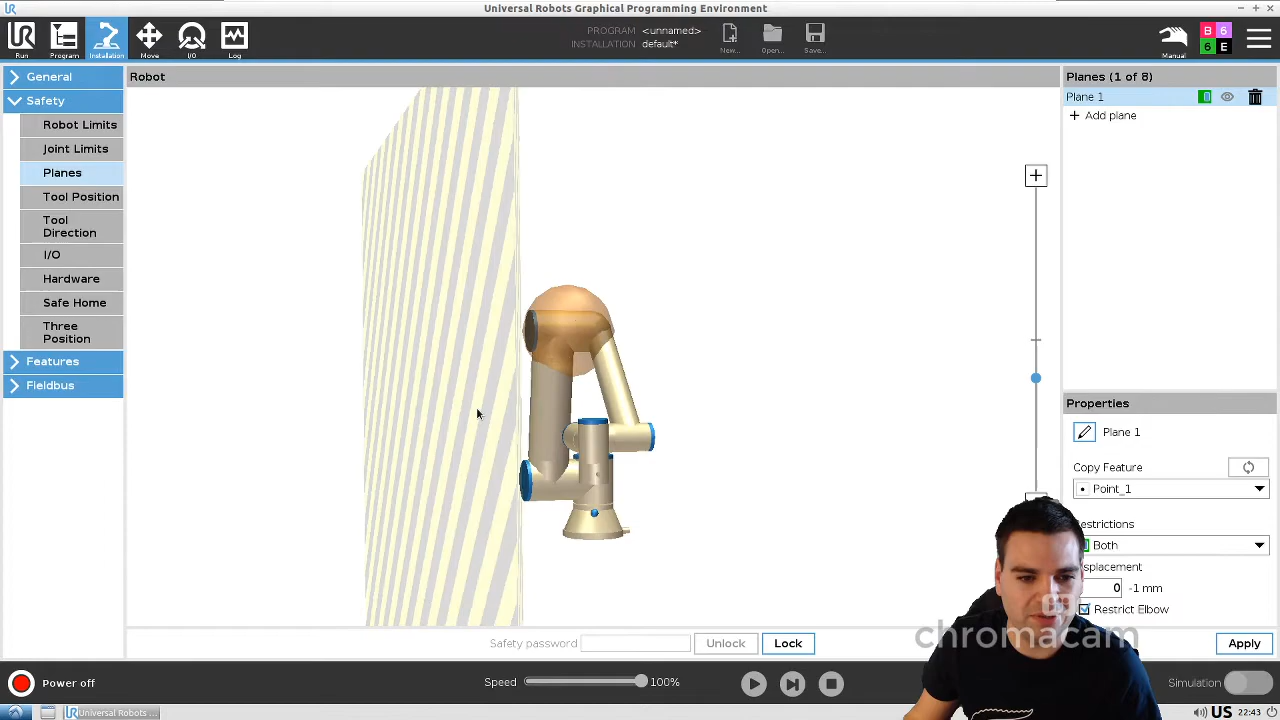 Universal Robots Graphical Programming Environment
Run
Program
Installation
Move
I/O
Log
PROGRAM <unnamed>
INSTALLATION default*
New...
Open...
Save...
Manual
B 6
6 E
General
Safety
Robot Limits
Joint Limits
Planes
Tool Position
Tool
Direction
I/O
Hardware
Safe Home
Three
Position
Features
Fieldbus
Robot
Planes (1 of 8)
Plane 1
Add plane
Properties
Plane 1
Copy Feature
Point_1
estrictions
Both
splacement
0 -1 mm
Restrict Elbow
chromacam
Safety password
Unlock
Lock
Apply
Power off
Speed
100%
Simulation
Universal Robots ...
US 22:43